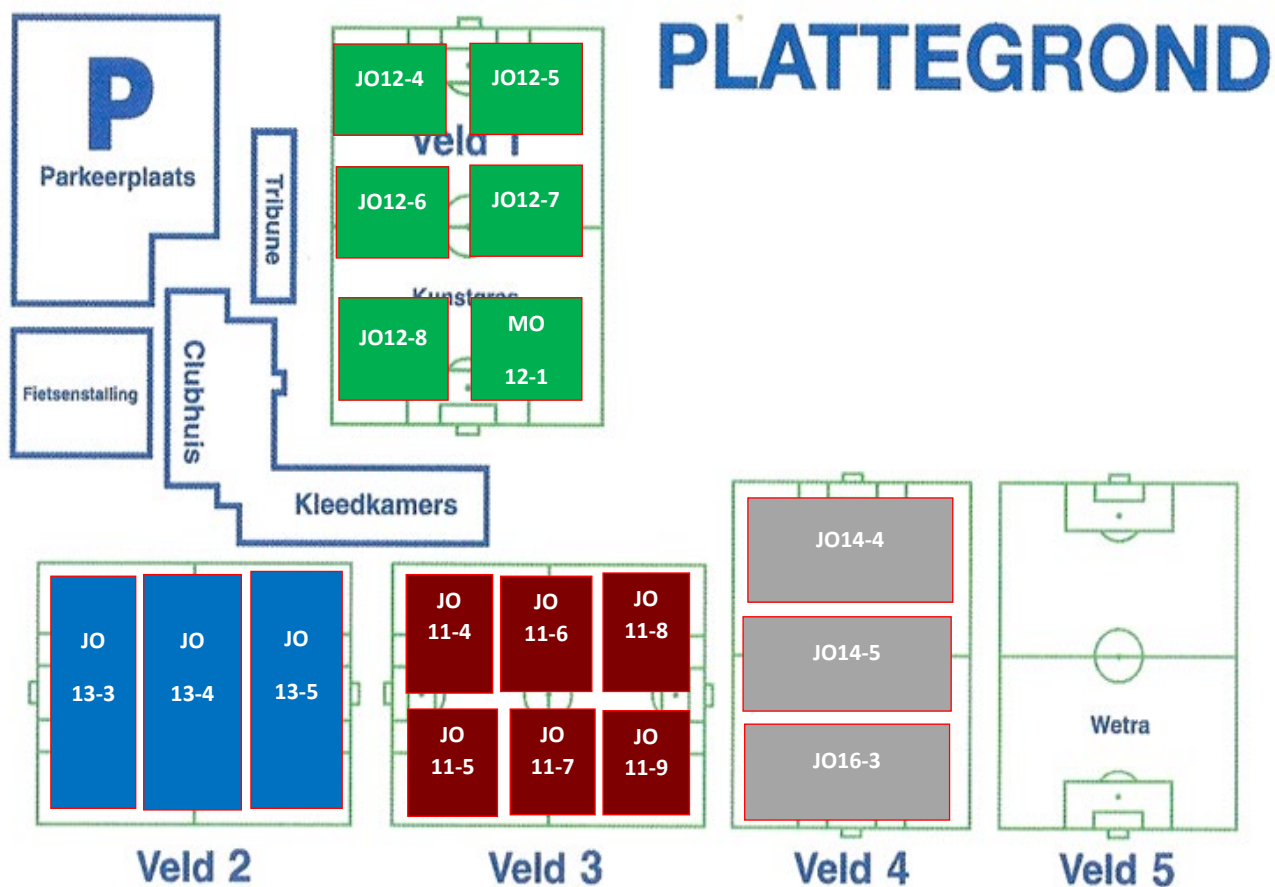 PLATTEGROND
P
Parkeerplaats
Tribune
JO12-4
JO12-5
Veld 1
JO12-6
JO12-7
Kunstgras
JO12-8
MO
12-1
Fietsenstalling
Clubhuis
Kleedkamers
JO
13-3
JO
13-4
JO
13-5
Veld 2
JO
11-4
JO
11-6
JO
11-8
JO
11-5
JO
11-7
JO
11-9
Veld 3
JO14-4
JO14-5
JO16-3
Veld 4
Wetra
Veld 5